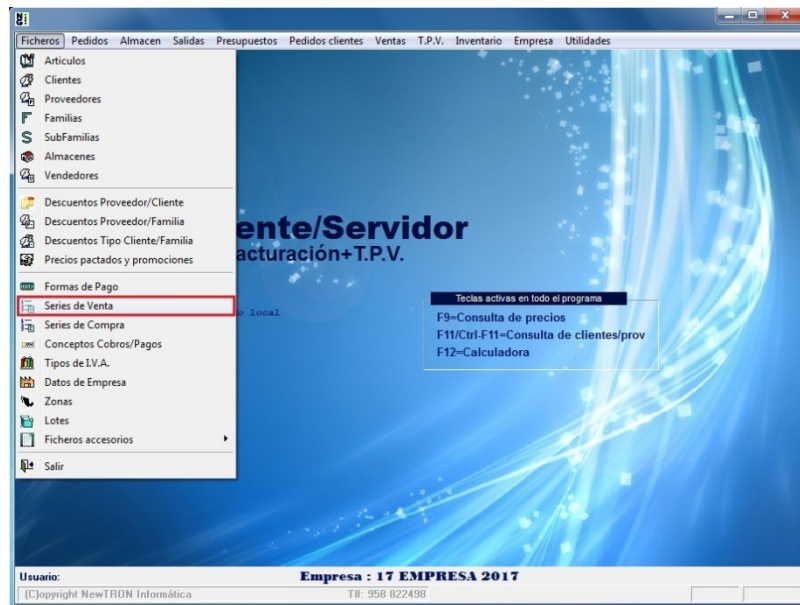 Ficheros Pedidos Almacen Salidas Presupuestos Pedidos clientes Ventas T.P.V. Inventario Empresa Utilidades
Articulos
Clientes
Proveedores
Familias
SubFamilias
Almacenes
Vendedores
Descuentos Proveedor/Cliente
Descuentos Proveedor/Familia
Descuentos Tipo Cliente/Familia
Precios pactados y promociones
Formas de Pago
Series de Venta
Series de Compra
Conceptos Cobros/Pagos
Tipos de I.V.A.
Datos de Empresa
Zonas
Lotes
Ficheros accesorios
Salir
ente/Servidor
acturación+T.P.V.
o local
Teclas activas en todo el programa
F9=Consulta de precios
F11/Ctrl-F11=Consulta de clientes/prov
F12=Calculadora
Usuario:
Empresa : 17 EMPRESA 2017
(C)opyright NewTRON Informática
Tlf: 958 822498